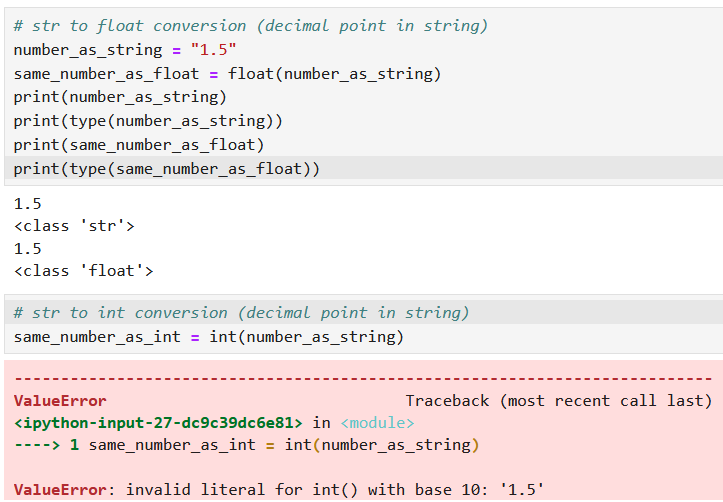 # str to float conversion (decimal point in string)
number_as_string = "1.5"
same_number_as_float = float(number_as_string)
print(number_as_string)
print(type(number_as_string))
print(same_number_as_float)
print(type(same_number_as_float))
1.5
<class 'str'>
1.5
<class 'float'>
# str to int conversion (decimal point in string)
same_number_as_int = int(number_as_string)
---------------------------------------------------------------------------
ValueError                                Traceback (most recent call last)
<ipython-input-27-dc9c39dc6e81> in <module>
----> 1 same_number_as_int = int(number_as_string)
ValueError: invalid literal for int() with base 10: '1.5'